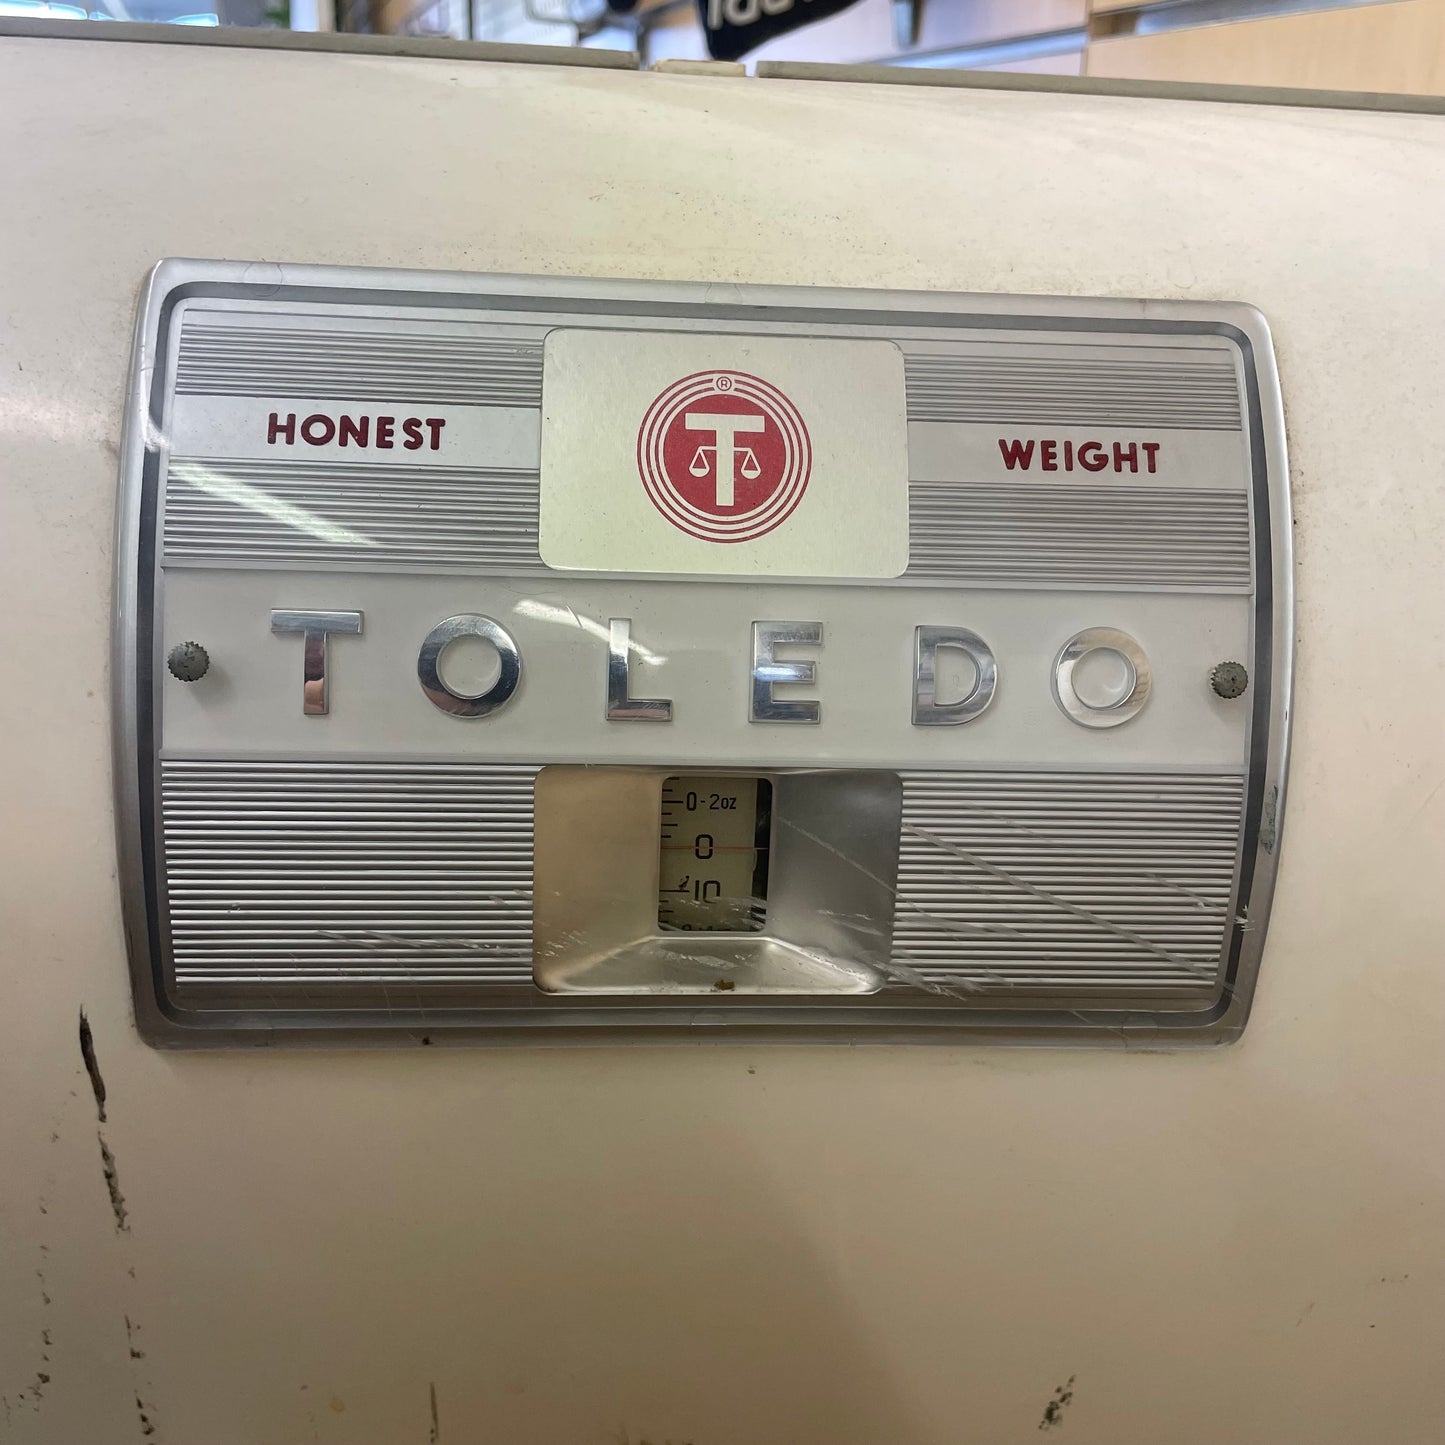 HONEST
WEIGHT
®
T
TOLEDO
0-2oz
0
10